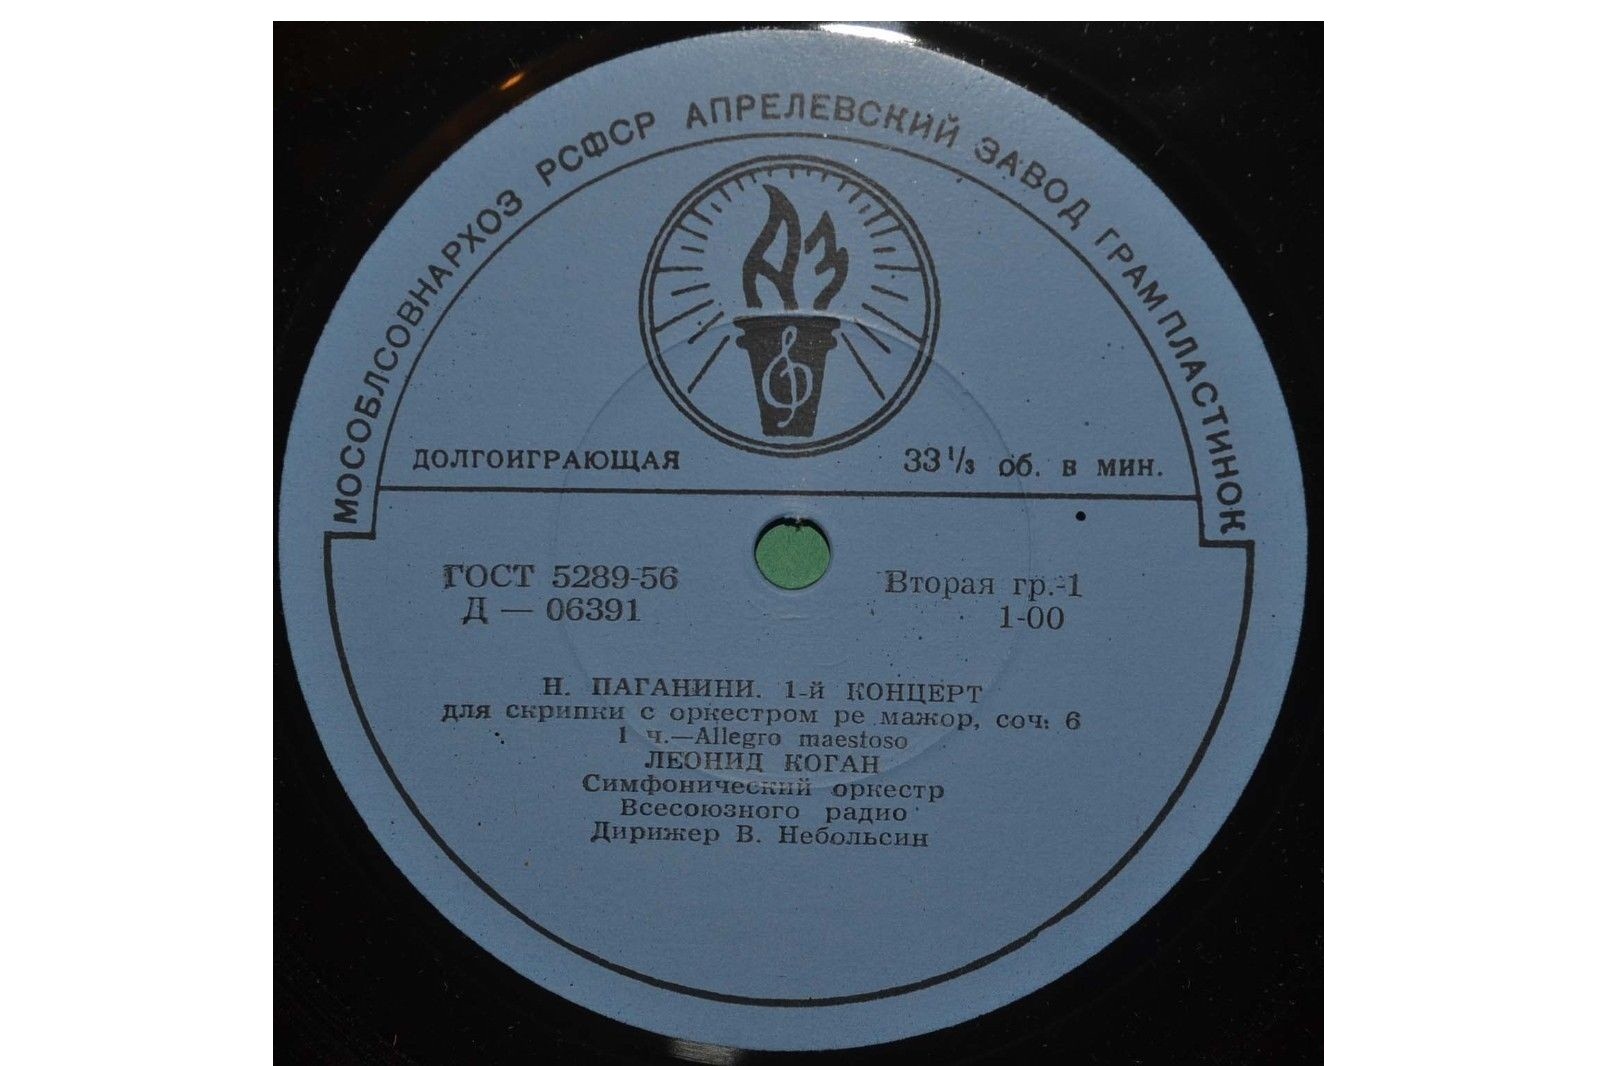 МОСОБЛСОВНАРХОЗ РСФСР АПРЕЛЕВСКИЙ ЗАВОД ГРАМПЛАСТИНОК
АЗ
ДОЛГОИГРАЮЩАЯ 33 1/3 об. в мин.
ГОСТ 5289-56 Вторая гр.-1
Д — 06391 1-00
Н. ПАГАНИНИ. 1-й КОНЦЕРТ
для скрипки с оркестром ре мажор, соч. 6
1 ч.—Allegro maestoso
ЛЕОНИД КОГАН
Симфонический оркестр
Всесоюзного радио
Дирижер В. Небольсин